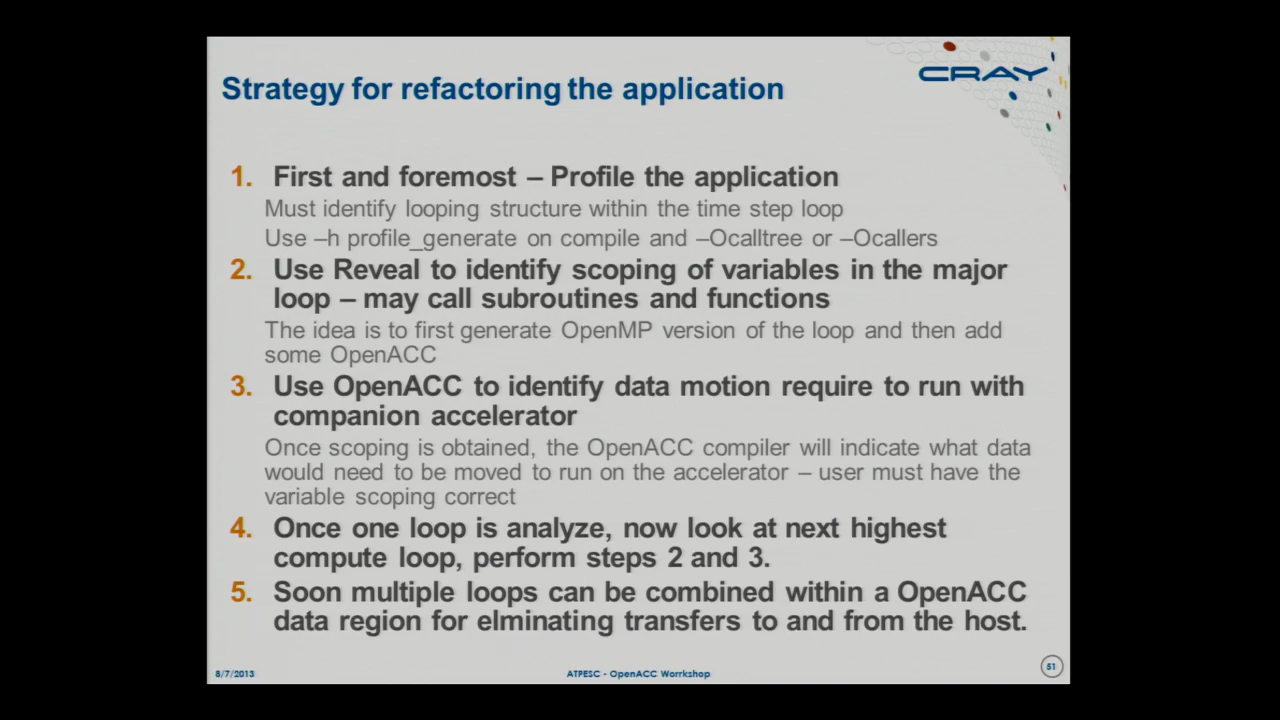 CRAY
Strategy for refactoring the application
1. First and foremost – Profile the application
Must identify looping structure within the time step loop
Use –h profile_generate on compile and –Ocalltree or –Ocallers
2. Use Reveal to identify scoping of variables in the major
loop – may call subroutines and functions
The idea is to first generate OpenMP version of the loop and then add
some OpenACC
3. Use OpenACC to identify data motion require to run with
companion accelerator
Once scoping is obtained, the OpenACC compiler will indicate what data
would need to be moved to run on the accelerator – user must have the
variable scoping correct
4. Once one loop is analyze, now look at next highest
compute loop, perform steps 2 and 3.
5. Soon multiple loops can be combined within a OpenACC
data region for elminating transfers to and from the host.
8/7/2013
ATPESC - OpenACC Worrkshop
51